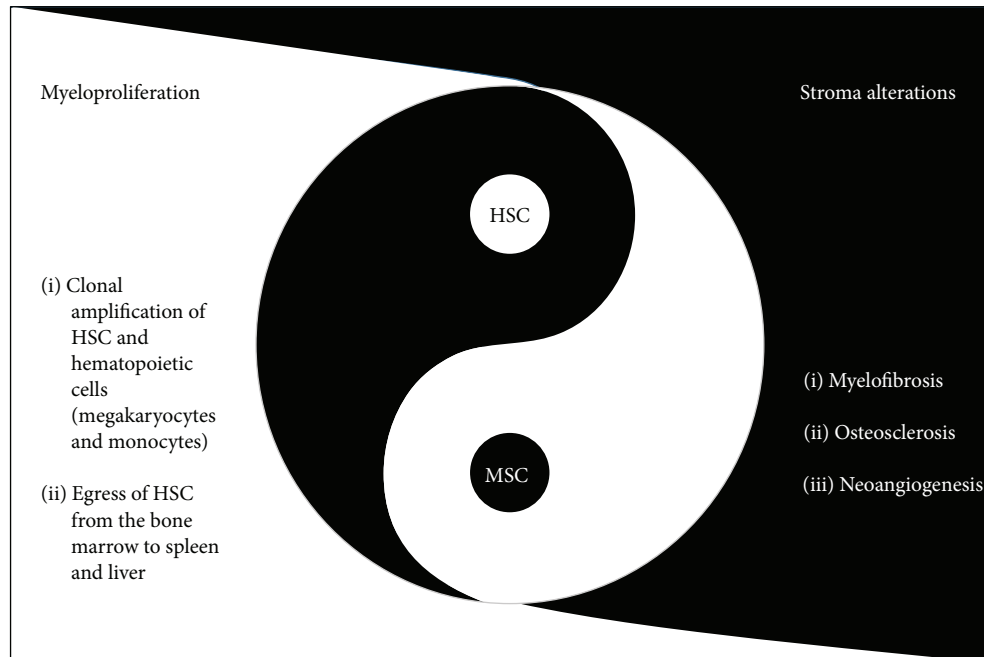 Myeloproliferation
Stroma alterations
HSC
(i) Clonal
amplification of
HSC and
hematopoietic
cells
(megakaryocytes
and monocytes)
(ii) Egress of HSC
from the bone
marrow to spleen
and liver
MSC
(i) Myelofibrosis
(ii) Osteosclerosis
(iii) Neoangiogenesis